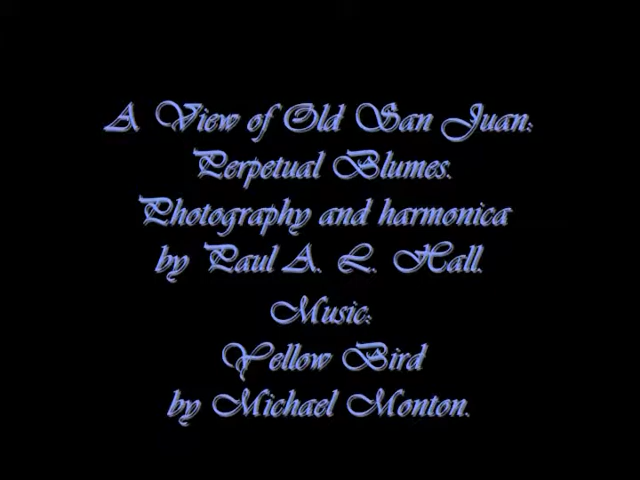 A View of Old San Juan:
Perpetual Blumes.
Photography and harmonica
by Paul A. L. Hall.
Music:
Yellow Bird
by Michael Monton.